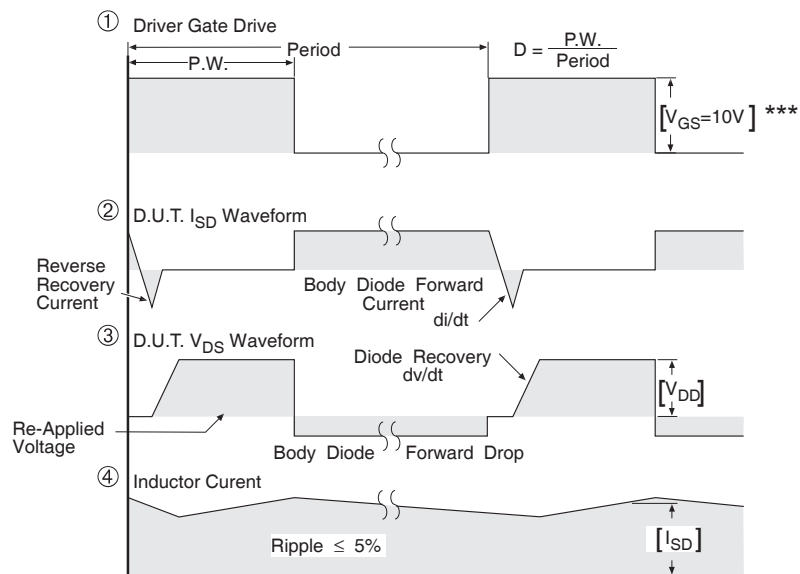 ① Driver Gate Drive
Period
P.W.
D = P.W. / Period
[VGS=10V] ***
② D.U.T. ISD Waveform
Reverse
Recovery
Current
Body Diode Forward
Current
di/dt
③ D.U.T. VDS Waveform
Diode Recovery
dv/dt
[VDD]
Re-Applied
Voltage
Body Diode Forward Drop
④ Inductor Curent
Ripple ≤ 5%
[ISD]